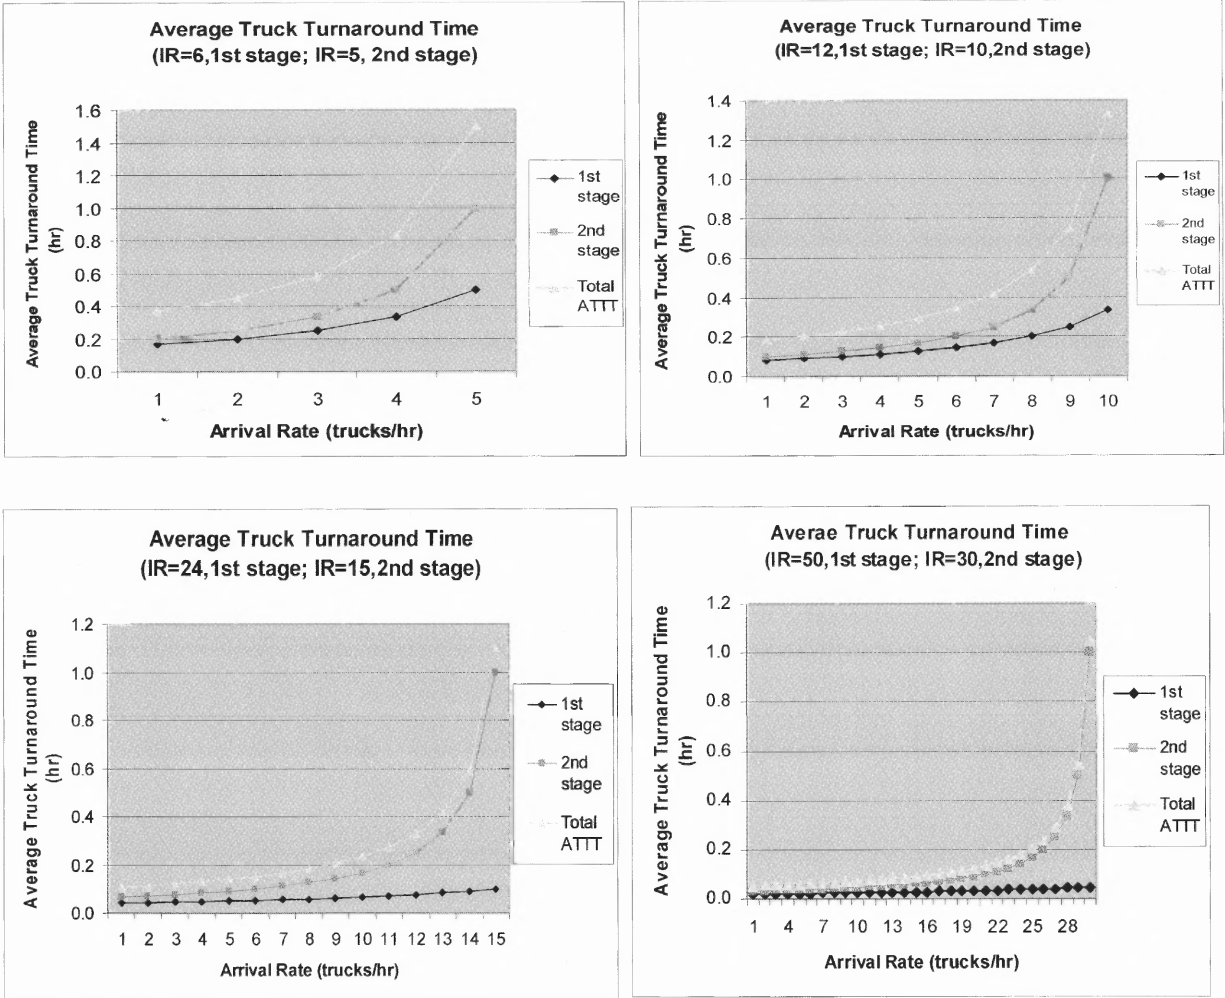 Average Truck Turnaround Time
(IR=6,1st stage; IR=5, 2nd stage)
Average Truck Turnaround Time
(hr)
1.6
1.4
1.2
1.0
0.8
0.6
0.4
0.2
0.0
1 2 3 4 5
Arrival Rate (trucks/hr)
1st
stage
2nd
stage
Total
ATTT
Average Truck Turnaround Time
(IR=12,1st stage; IR=10,2nd stage)
Average Truck Turnaround Time
(hr)
1.4
1.2
1.0
0.8
0.6
0.4
0.2
0.0
1 2 3 4 5 6 7 8 9 10
Arrival Rate (trucks/hr)
1st
stage
2nd
stage
Total
ATTT
Average Truck Turnaround Time
(IR=24,1st stage; IR=15,2nd stage)
Average Truck Turnaround Time
(hr)
1.2
1.0
0.8
0.6
0.4
0.2
0.0
1 2 3 4 5 6 7 8 9 10 11 12 13 14 15
Arrival Rate (trucks/hr)
1st
stage
2nd
stage
Total
ATTT
Averae Truck Turnaround Time
(IR=50,1st stage; IR=30,2nd stage)
Average Truck Turnaround Time
(hr)
1.2
1.0
0.8
0.6
0.4
0.2
0.0
1 4 7 10 13 16 19 22 25 28
Arrival Rate (trucks/hr)
1st
stage
2nd
stage
Total
ATTT